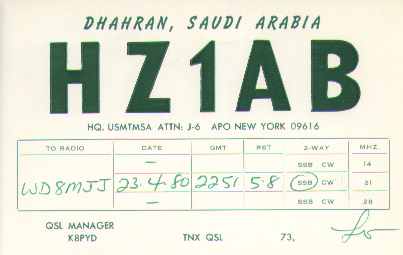 DHAHRAN, SAUDI ARABIA
HZ1AB
HQ. USMTMSA ATTN: J-6 APO NEW YORK 09616
TO RADIO DATE GMT RST 2-WAY MHZ
— SSB CW 14
WD8MJJ 23.4.80 2251 5.8 SSB CW 21
— SSB CW 28
QSL MANAGER
K8PYD TNX QSL 73,